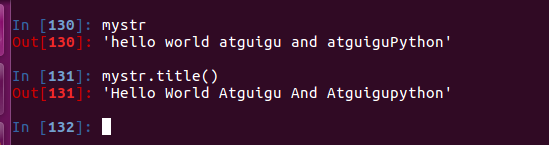 In [130]: mystr
Out[130]: 'hello world atguigu and atguiguPython'
In [131]: mystr.title()
Out[131]: 'Hello World Atguigu And Atguigupython'
In [132]: